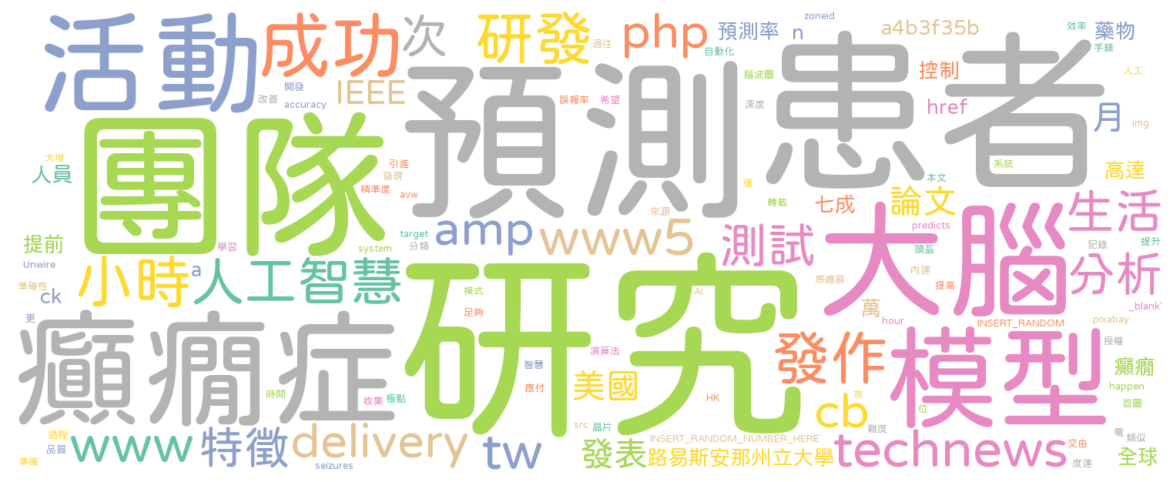 活動
成功
次
研發
php
預測率
n
zoneid
a4b3f35b
效率
藥物
手錶
過往
自動化
控制
腦波圖
人工
改善
開發
accuracy
IEEE
誤報率
希望
深度
href
月
img
預測
患者
團隊
大增
人員
引進
發現
精準度
avw
系統
高達
本文
僅
轉載
七成
論文
來源
predicts
頭蓋
生活
記錄
提升
提前
學習
system
target
分類
amp
www5
測試
大腦
分析
Unwire
準確性
ck
更
小時
a
人工智慧
模式
足夠
研究
AI
感應器
內建
提高
萬
hour
_blank
INSERT_RANDOM
pixabay
授權
癲癇症
智慧
演算法
應付
美國
發作
模型
癲癇
happen
首圖
時間
收集
極點
HK
cb
放
位
難度
電
類似
過程
品質
準確
www
特徵
delivery
seizures
tw
src
晶片
INSERT_RANDOM_NUMBER_HERE'
發表
路易斯安那州立大學
technews
交由
度達
全球